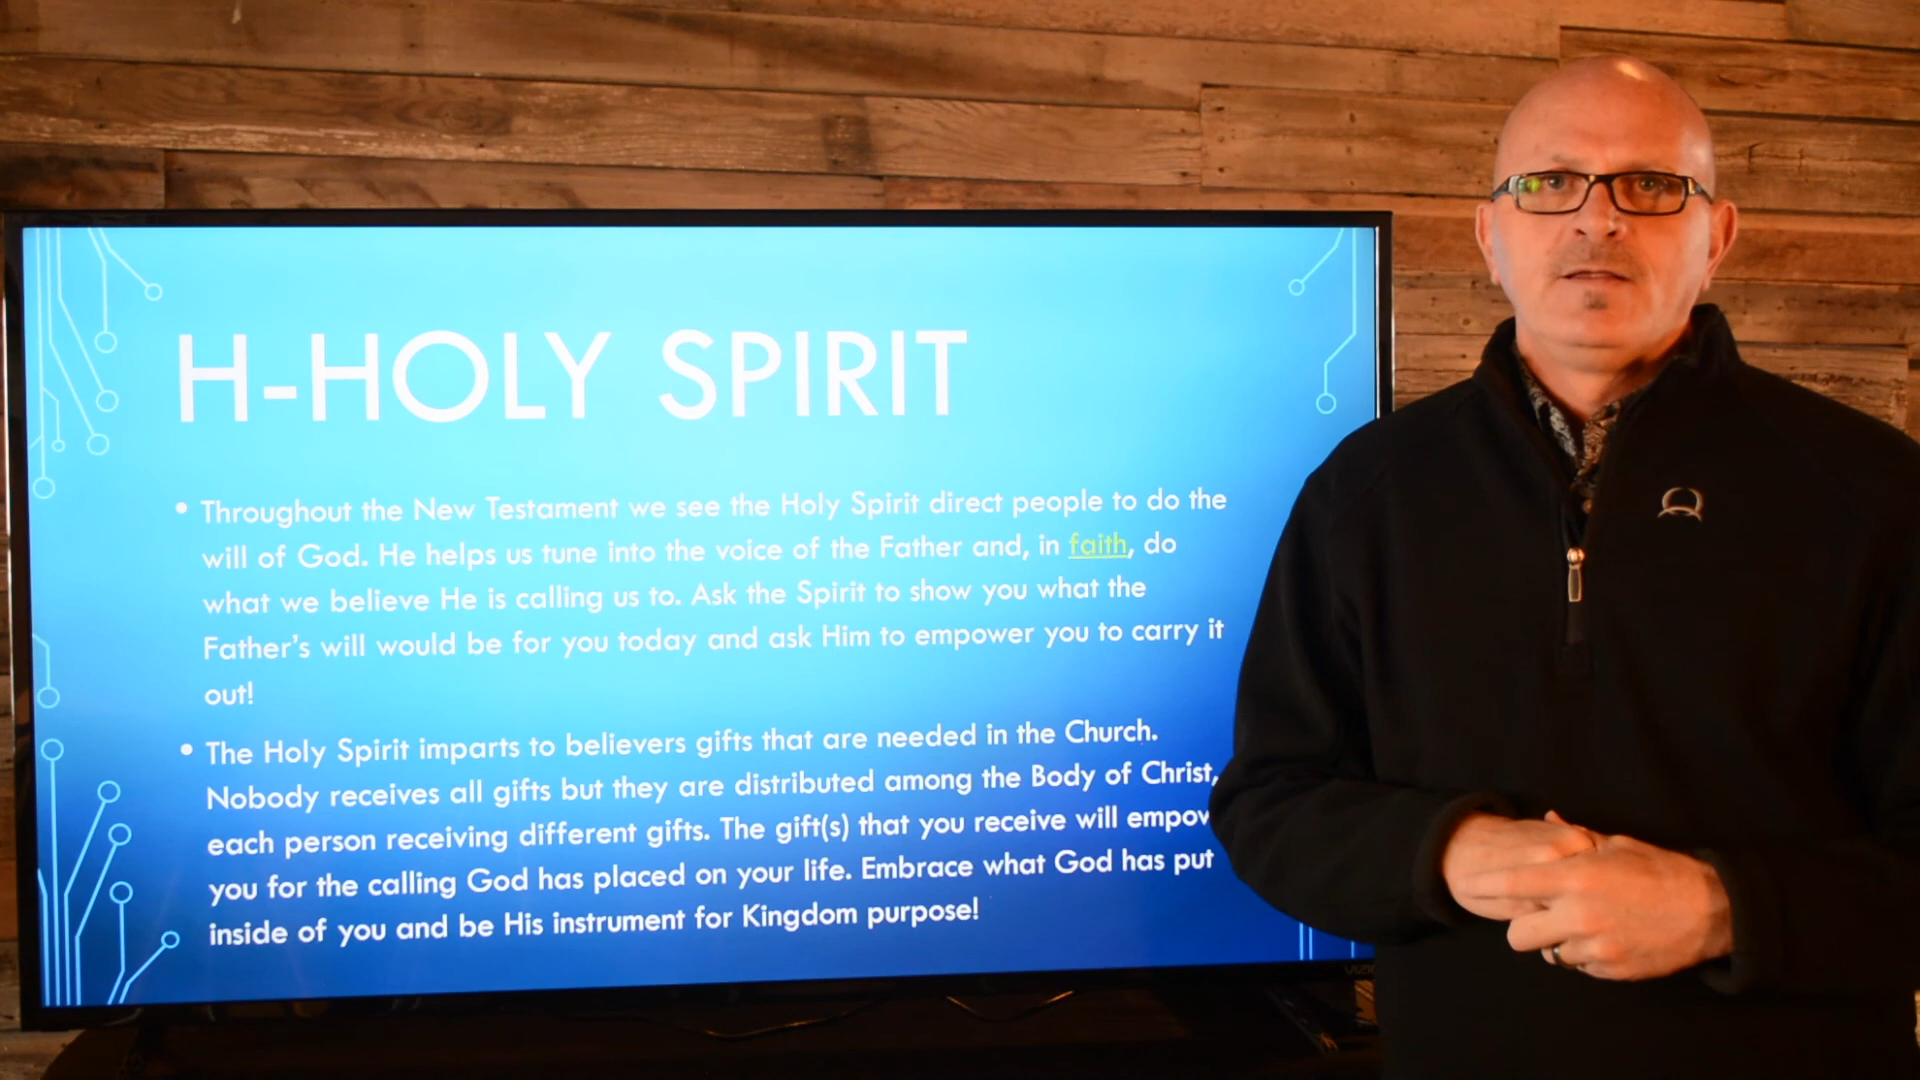 H-HOLY SPIRIT
• Throughout the New Testament we see the Holy Spirit direct people to do the
will of God. He helps us tune into the voice of the Father and, in faith, do
what we believe He is calling us to. Ask the Spirit to show you what the
Father's will would be for you today and ask Him to empower you to carry it
out!
• The Holy Spirit imparts to believers gifts that are needed in the Church.
Nobody receives all gifts but they are distributed among the Body of Christ,
each person receiving different gifts. The gift(s) that you receive will
you for the calling God has placed on your life. Embrace what God has put
inside of you and be His instrument for Kingdom purpose!